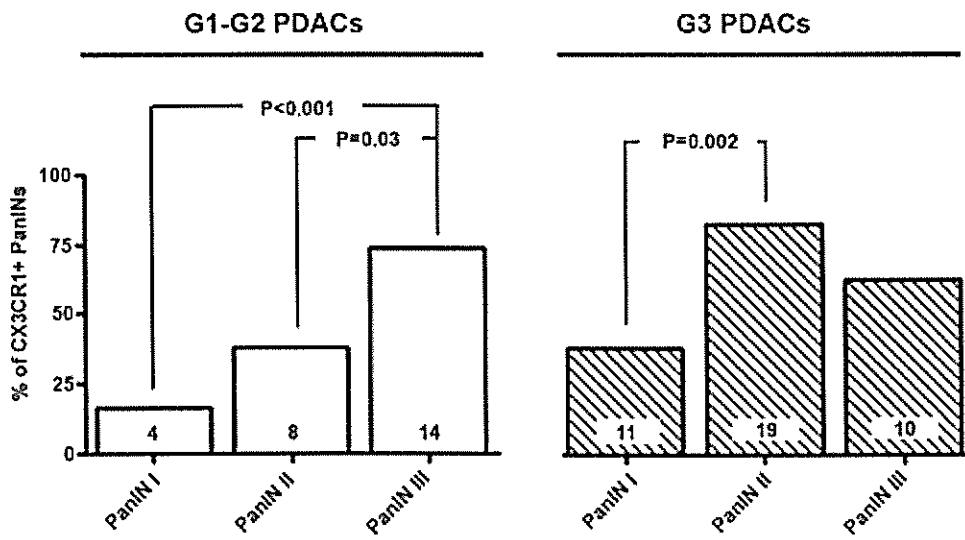 G1-G2 PDACs
G3 PDACs
P<0.001
P=0.03
P=0.002
% of CX3CR1+ PanINs
100
75
50
25
0
4
8
14
11
19
10
PanIN I
PanIN II
PanIN III
PanIN I
PanIN II
PanIN III